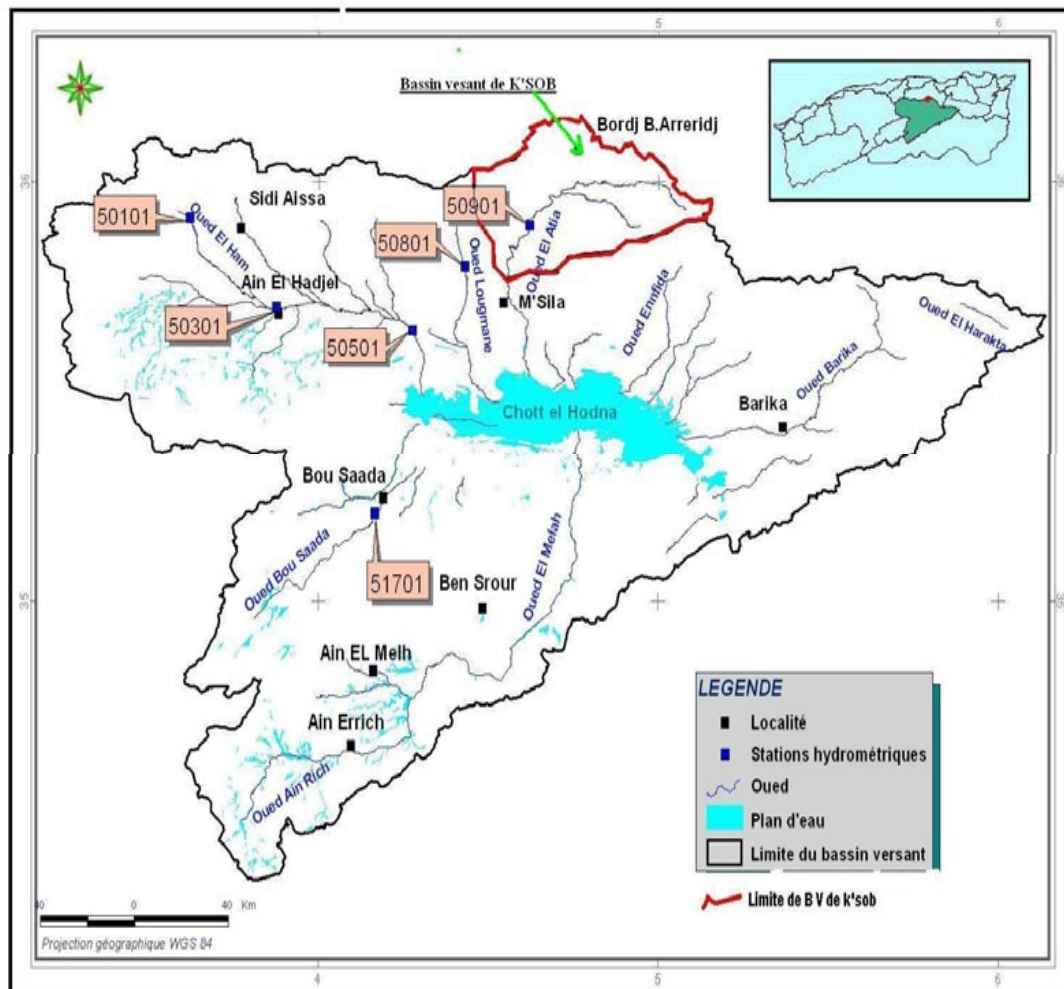 5
6
Bassin vesant de K'SOB
Bordj B.Arreridj
36
Sidi Aissa
50101
50901
Oued El Ham
50801
Oued El Atia
Ain El Hadjel
Oued Lougmane
M'Sila
Oued Ennfida
50301
50501
Oued El Harakta
Oued Barika
Chott el Hodna
Barika
Bou Saada
Oued Bou Saada
51701
Ben Srour
Oued El Mefah
35
Ain EL Melh
Ain Errich
Oued Ain Rich
LEGENDE
Localité
Stations hydrométriques
Oued
Plan d'eau
Limite du bassin versant
Limite de B V de k'sob
40 0 40 Km
Projection géographique WGS 84
4
5
6